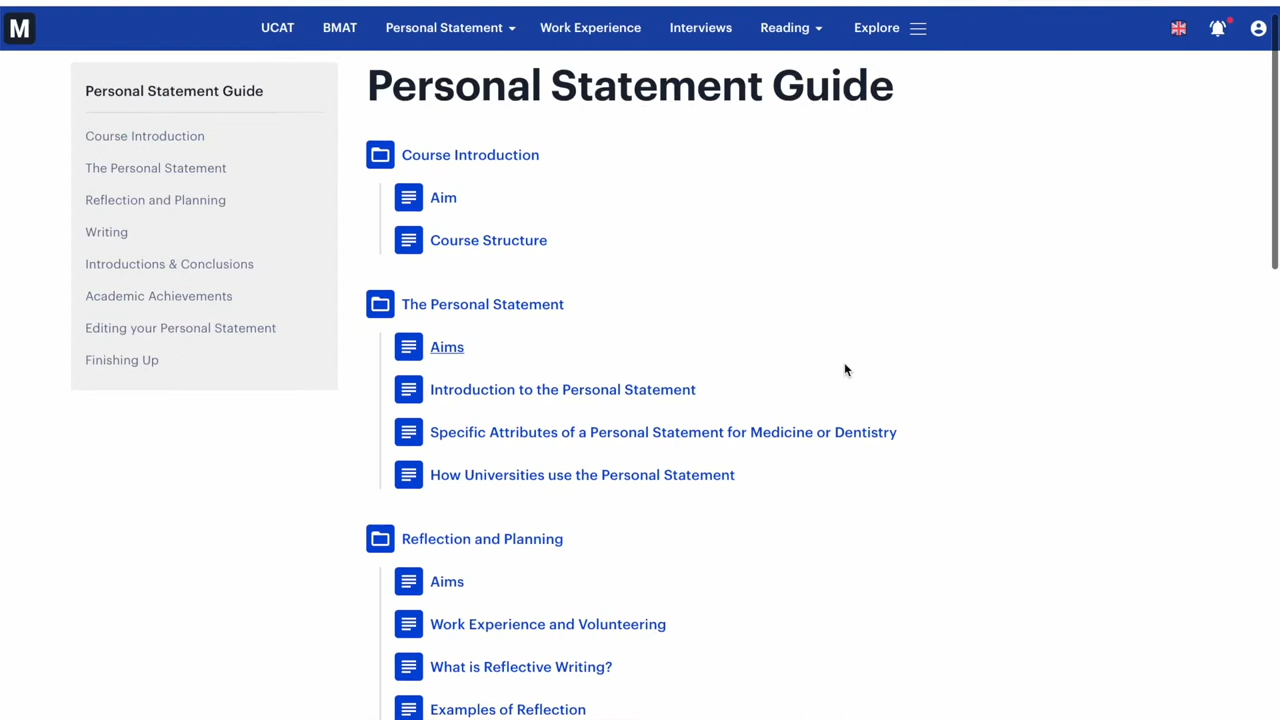 M
UCAT BMAT Personal Statement Work Experience Interviews Reading Explore
Personal Statement Guide
Course Introduction
The Personal Statement
Reflection and Planning
Writing
Introductions & Conclusions
Academic Achievements
Editing your Personal Statement
Finishing Up
Personal Statement Guide
Course Introduction
Aim
Course Structure
The Personal Statement
Aims
Introduction to the Personal Statement
Specific Attributes of a Personal Statement for Medicine or Dentistry
How Universities use the Personal Statement
Reflection and Planning
Aims
Work Experience and Volunteering
What is Reflective Writing?
Examples of Reflection